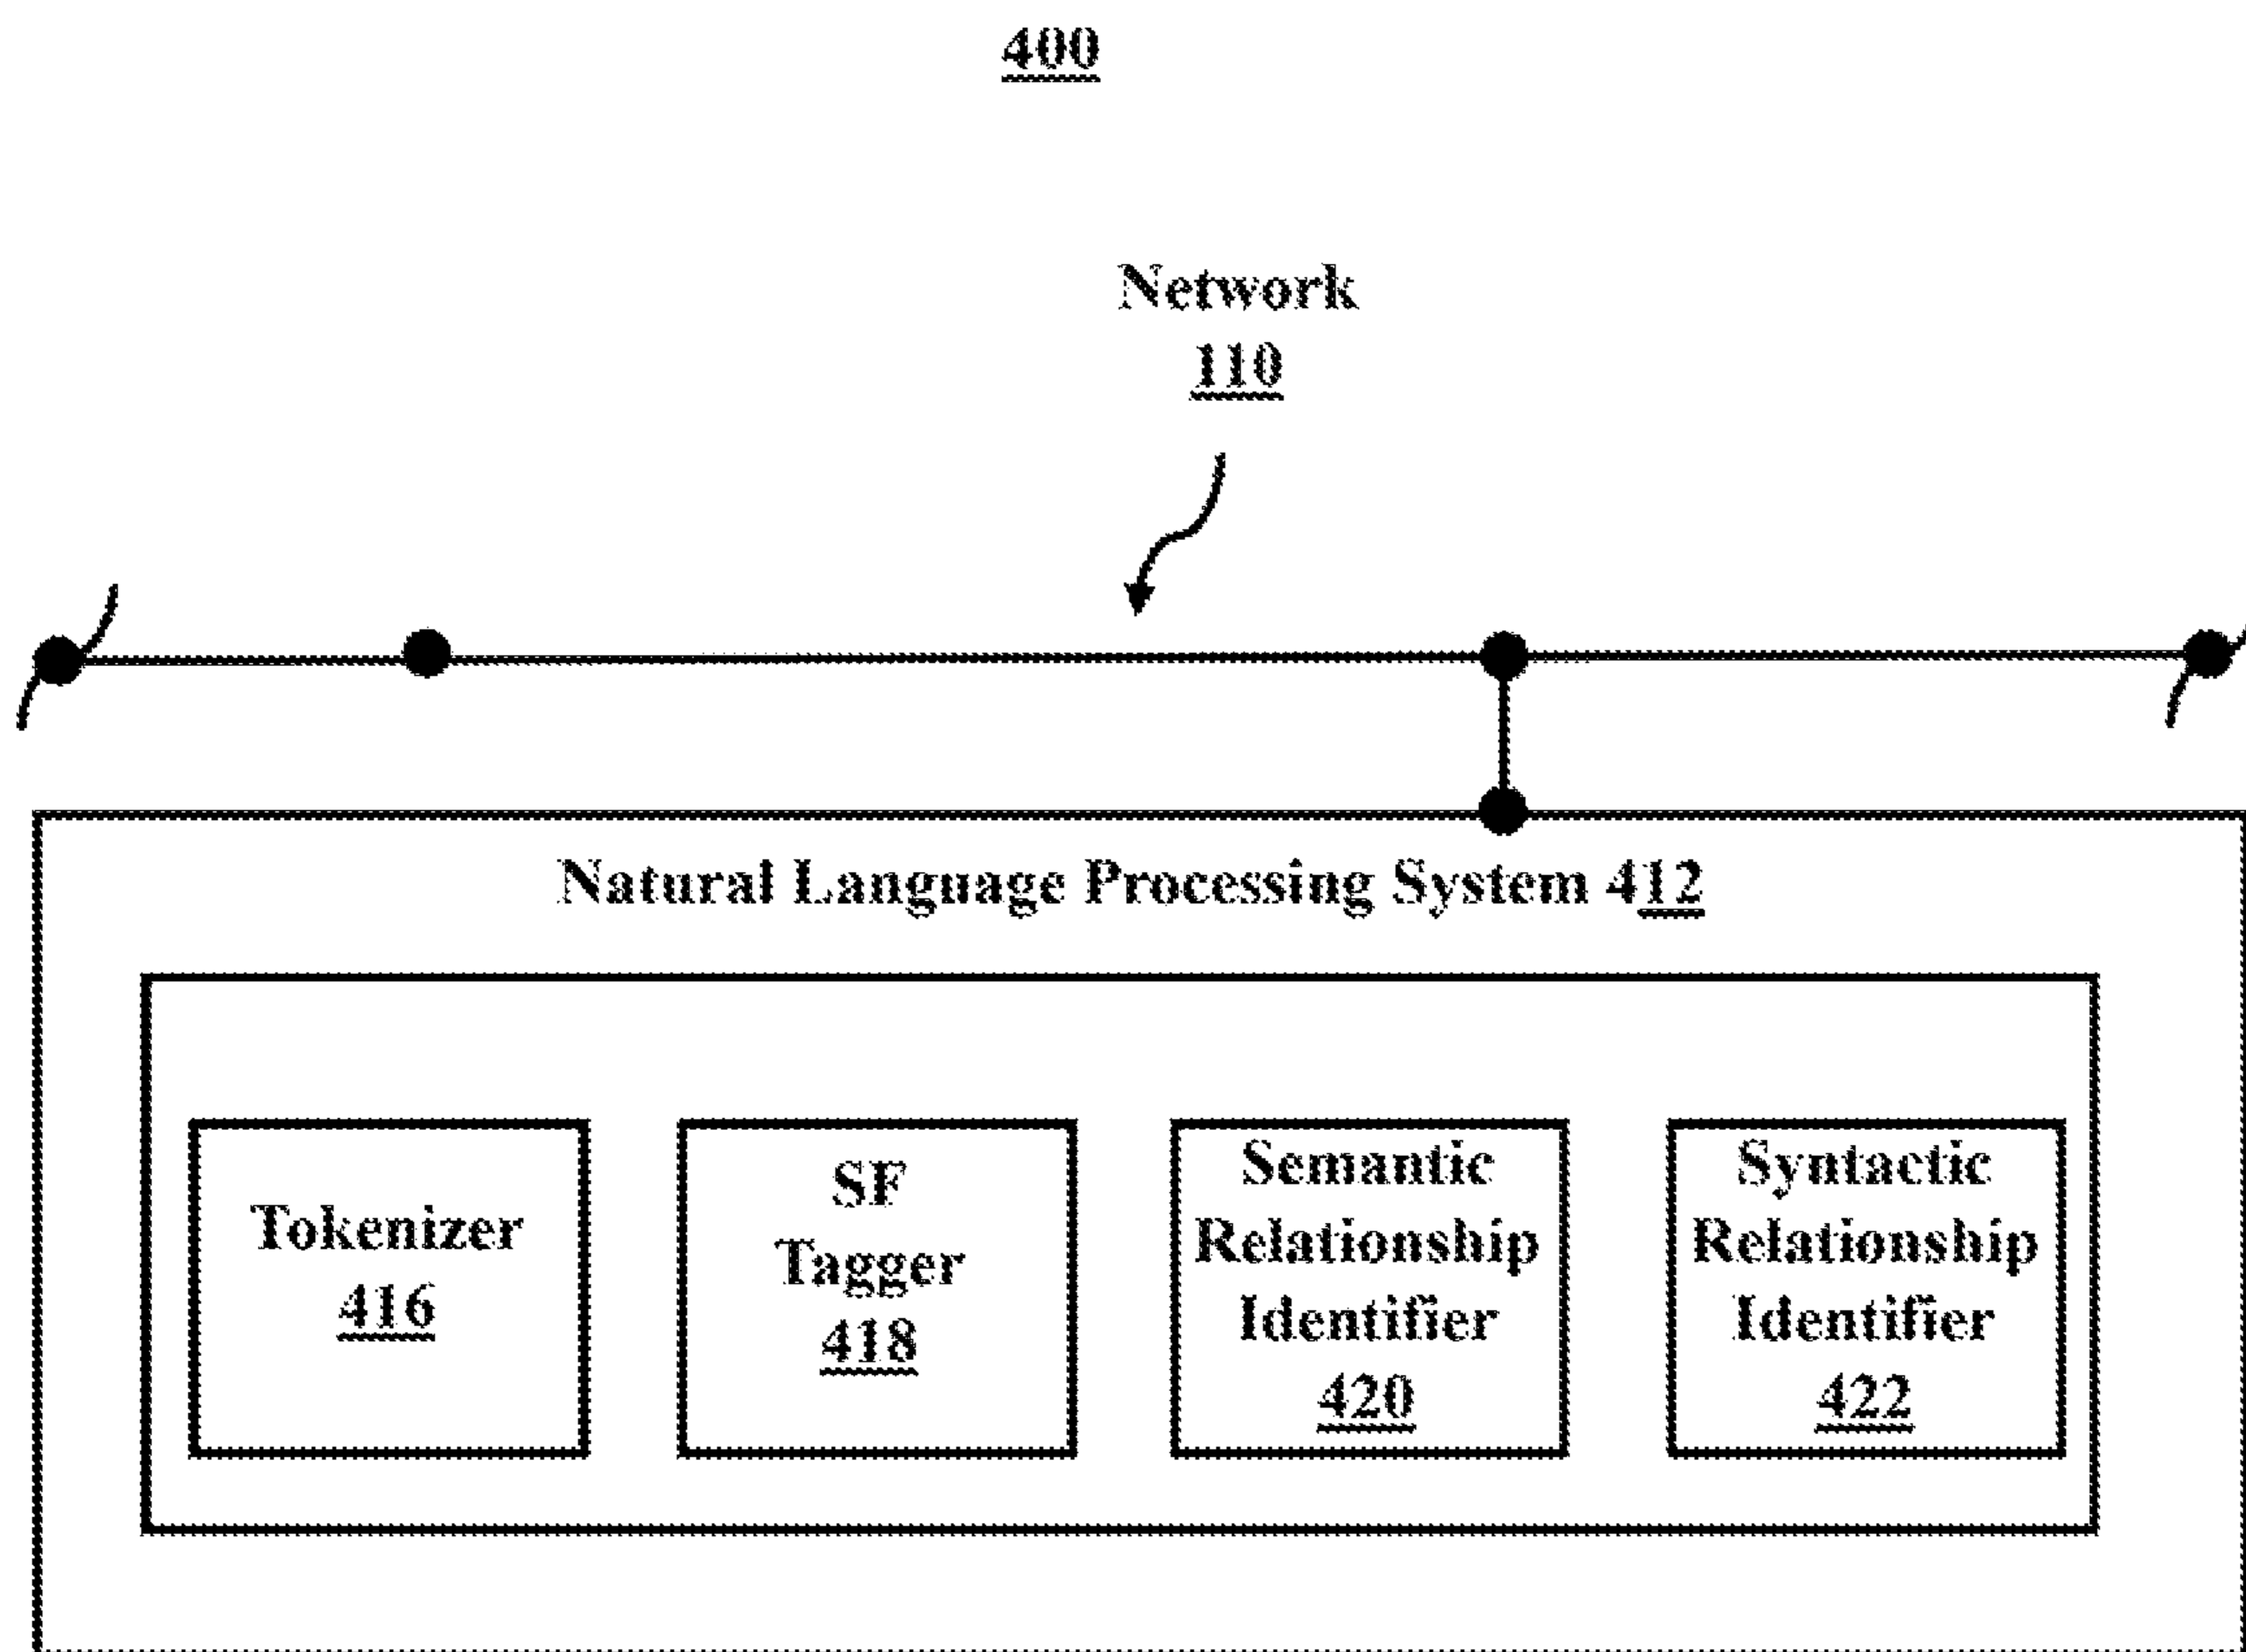 400
Network
110
Natural Language Processing System 412
Tokenizer
416
SF
Tagger
418
Semantic
Relationship
Identifier
420
Syntactic
Relationship
Identifier
422